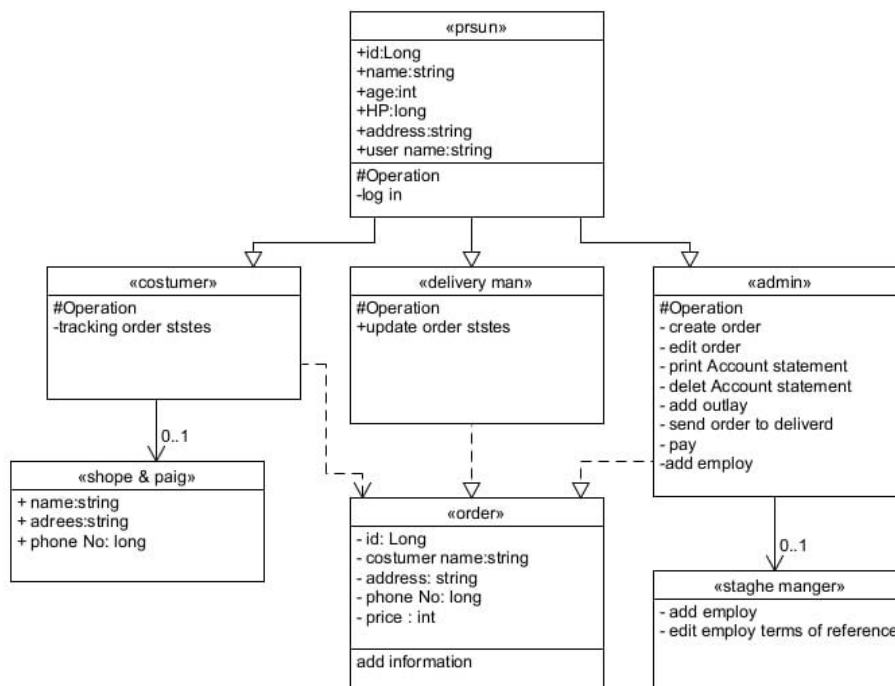 «prsun»
+id:Long
+name:string
+age:int
+HP:long
+address:string
+user name:string
#Operation
-log in
«costumer»
#Operation
-tracking order ststes
«delivery man»
#Operation
+update order ststes
«admin»
#Operation
- create order
- edit order
- print Account statement
- delet Account statement
- add outlay
- send order to deliverd
- pay
-add employ
0..1
«shope & paig»
+ name:string
+ adrees:string
+ phone No: long
«order»
- id: Long
- costumer name:string
- address: string
- phone No: long
- price : int
add information
0..1
«staghe manger»
- add employ
- edit employ terms of reference